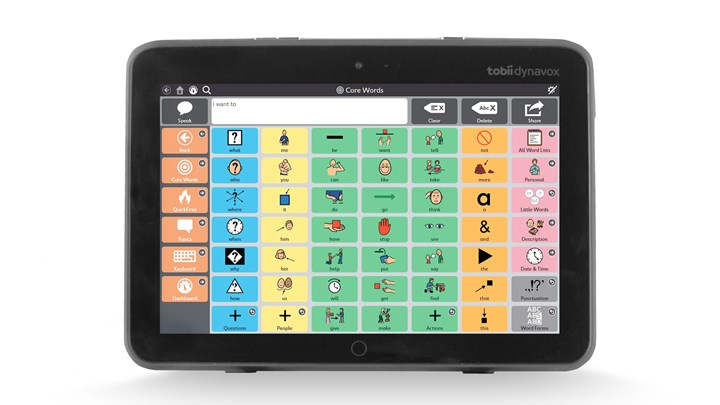 tobii dynavox
Core Words
I want to
Speak
Clear
Abc X
Delete
Share
Back
what
me
be
want
tell
not
All Word Lists
Core Words
who
you
can
like
take
more
Personal
QuickFires
where
it
do
go
think
a
a
Little Words
Topics
when
him
have
stop
see
&
and
Description
Keyboard
why
her
help
put
say
the
Date & Time
Dashboard
how
us
will
get
find
that
.,!?'
Punctuation
Questions
People
give
make
Actions
this
ABC
Word Forms